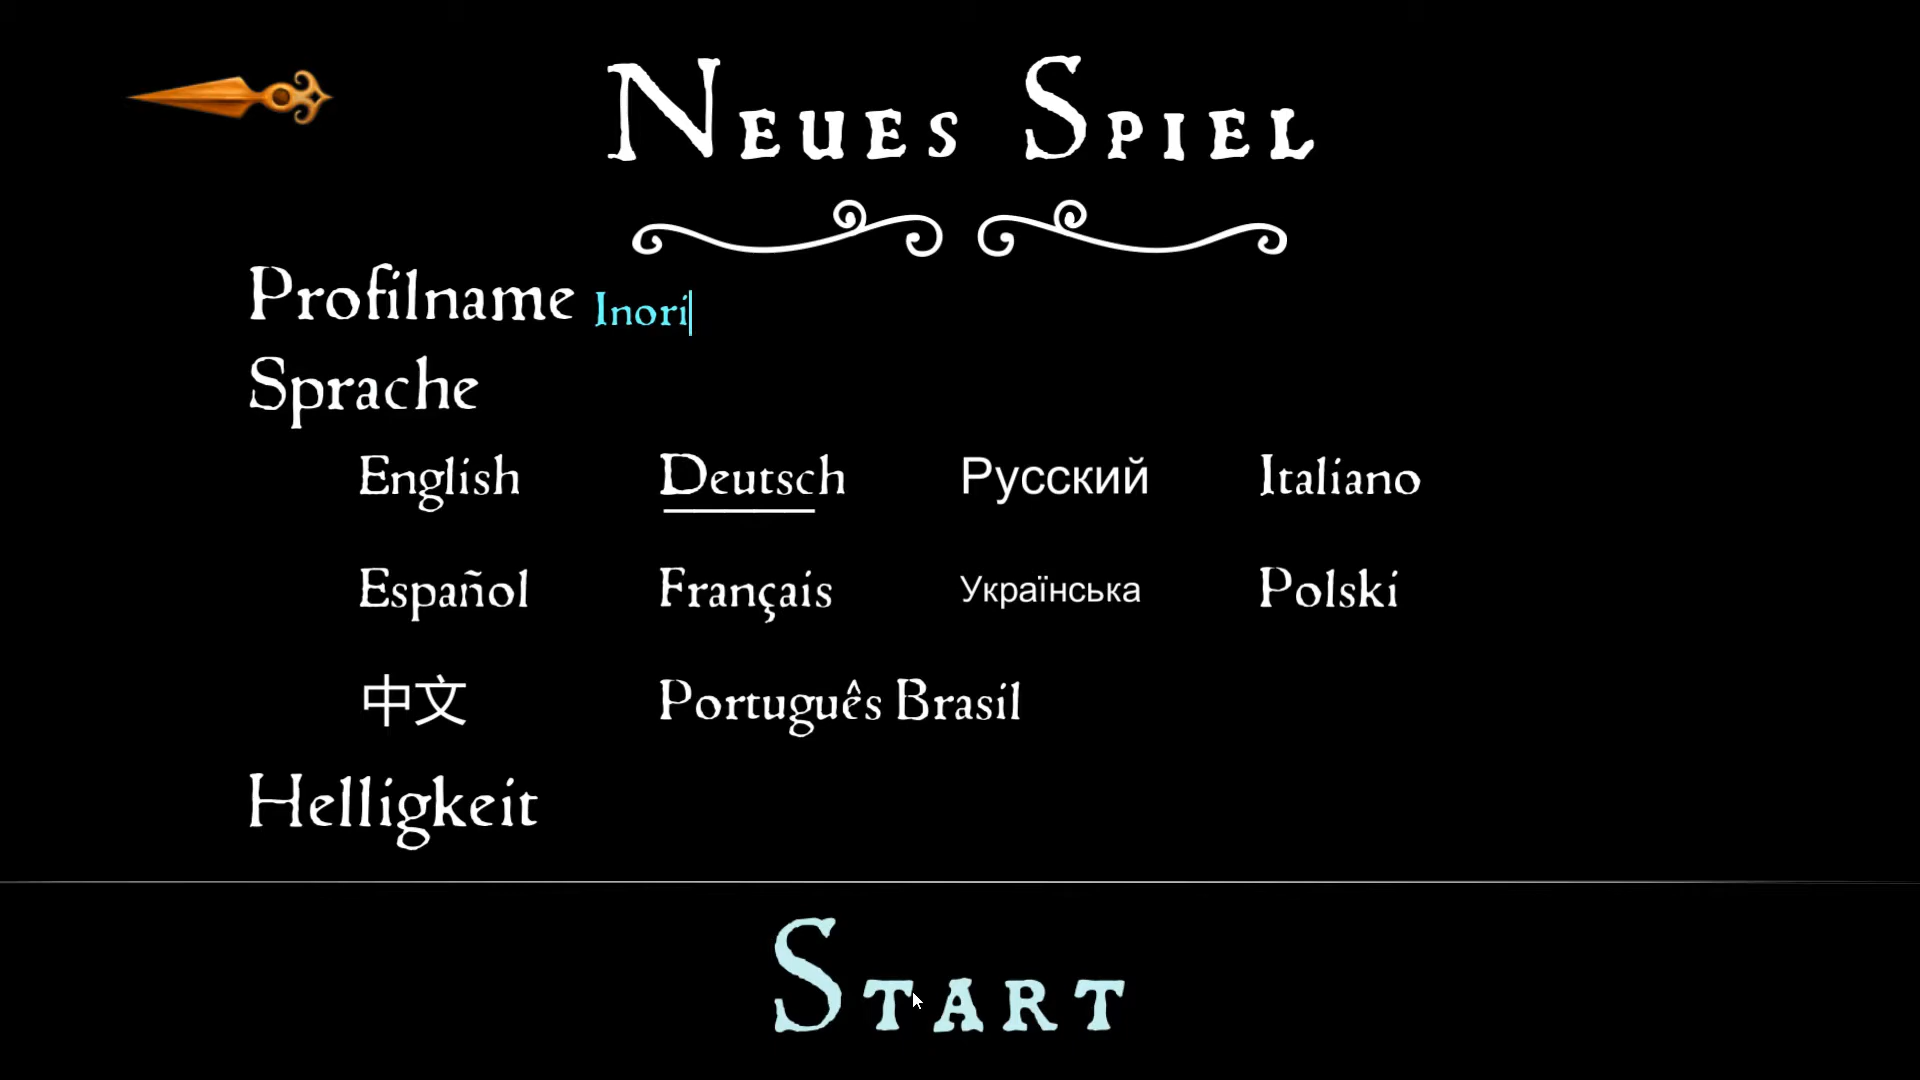 Neues Spiel
Profilname Inori
Sprache
English Deutsch Русский Italiano
Español Français Українська Polski
中文 Português Brasil
Helligkeit
Start